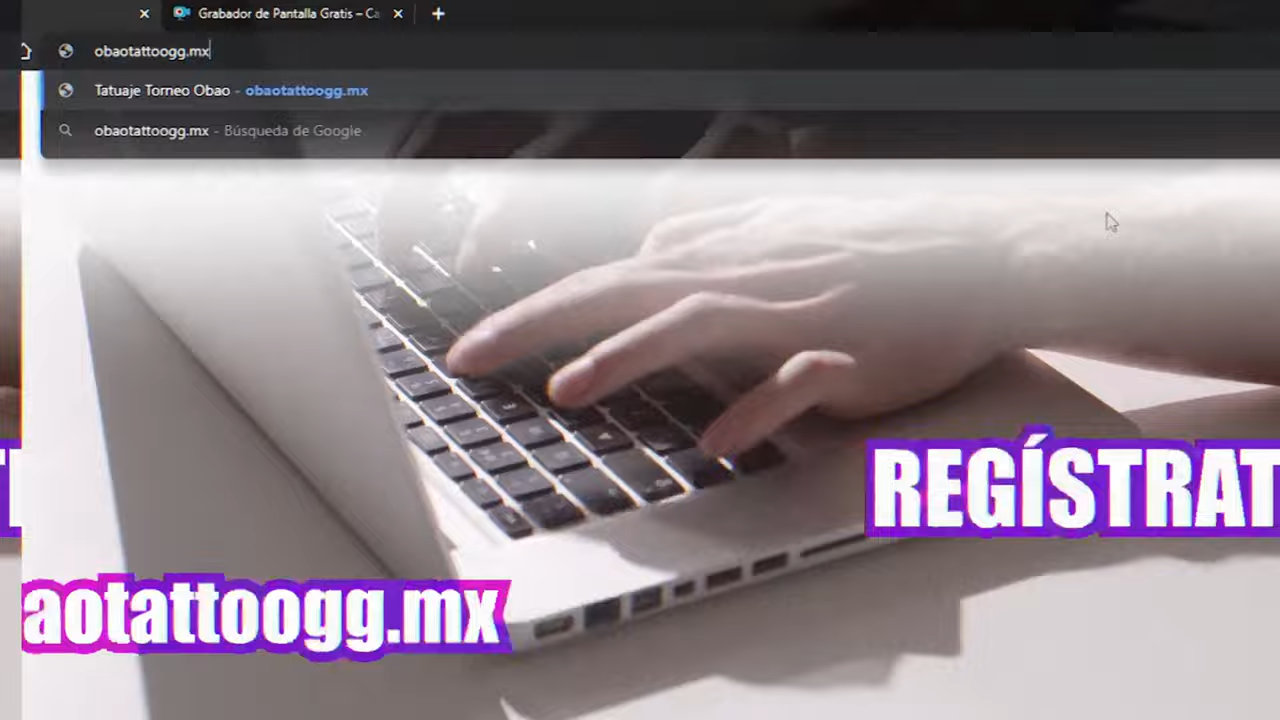 Grabador de Pantalla Gratis – Ca
obaotattoogg.mx
Tatuaje Torneo Obao - obaotattoogg.mx
obaotattoogg.mx - Búsqueda de Google
REGÍSTRAT
aotattoogg.mx